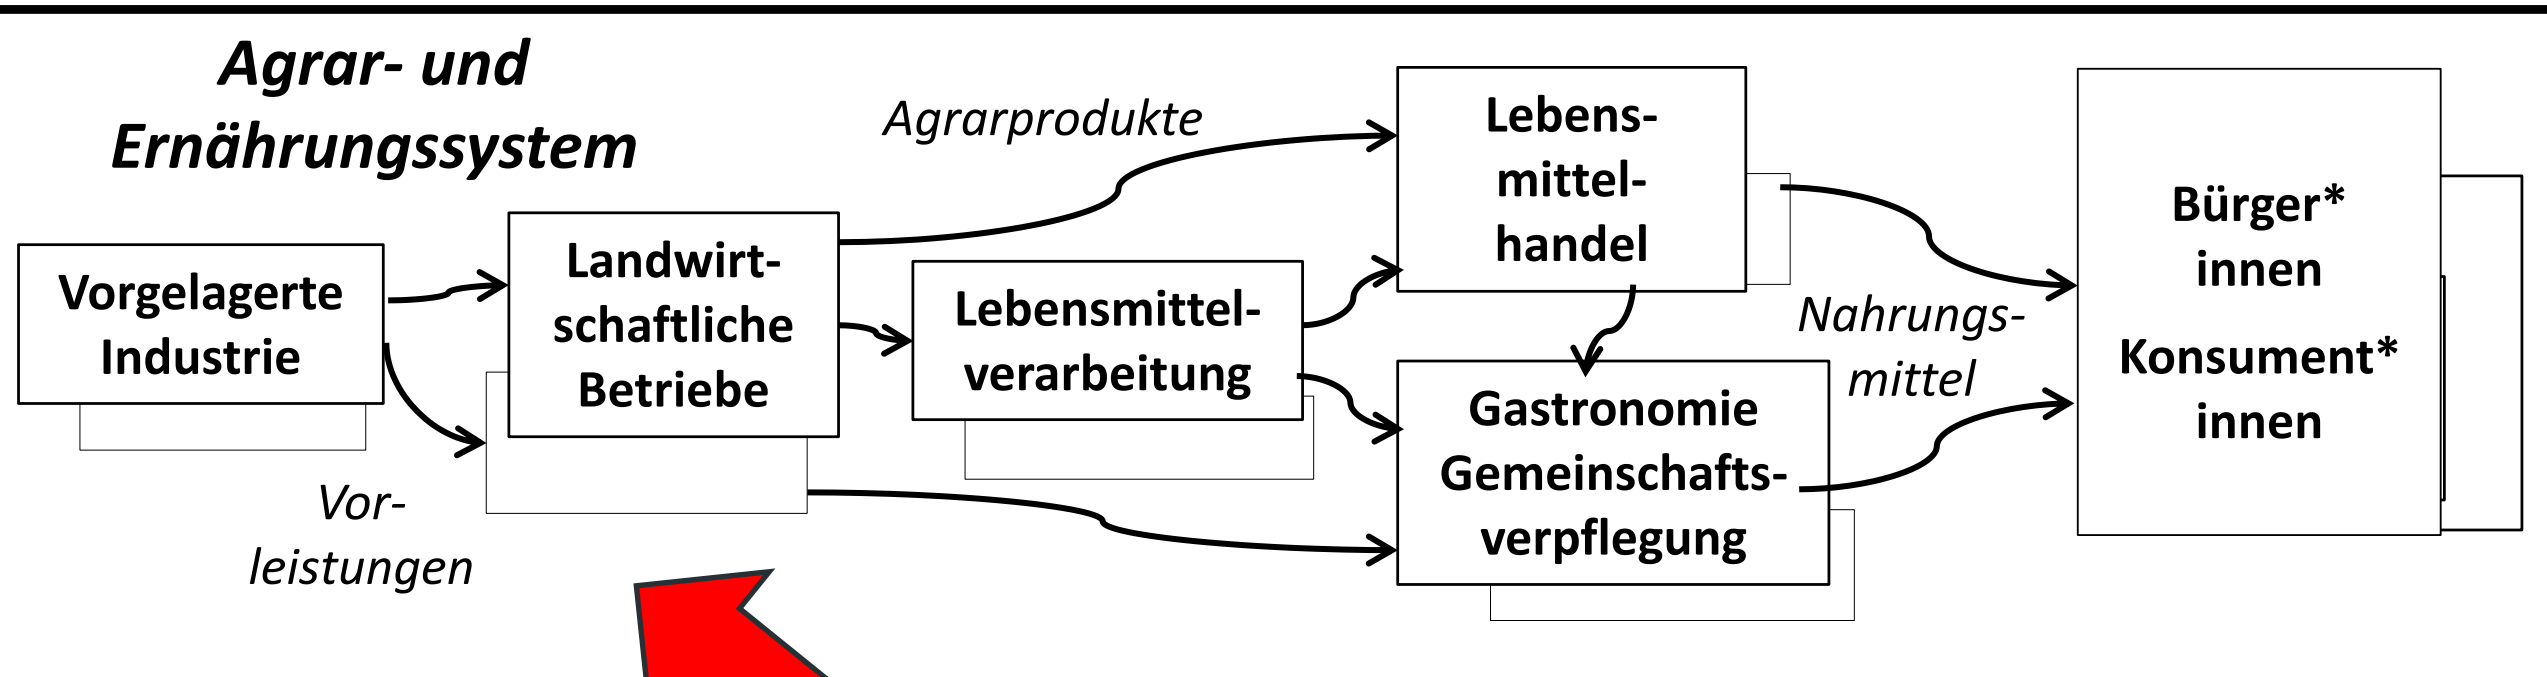 Agrar- und
Ernährungssystem
Vorgelagerte
Industrie
Vor-
leistungen
Landwirt-
schaftliche
Betriebe
Agrarprodukte
Lebensmittel-
verarbeitung
Lebens-
mittel-
handel
Gastronomie
Gemeinschafts-
verpflegung
Nahrungs-
mittel
Bürger*
innen
Konsument*
innen